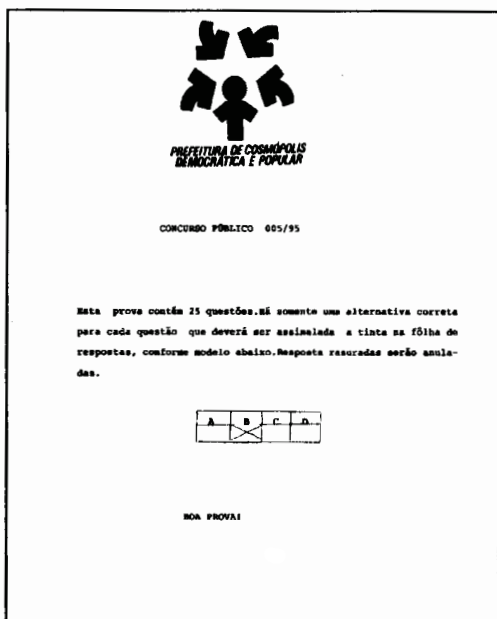 PREFEITURA DE COSMÓPOLIS
DEMOCRÁTICA E POPULAR
CONCURSO PÚBLICO 005/95
Esta prova contém 25 questões.Há somente uma alternativa correta
para cada questão que deverá ser assinalada a tinta na fôlha de
respostas, conforme modelo abaixo.Resposta rasuradas serão anula-
das.
A B C D
BOA PROVA!